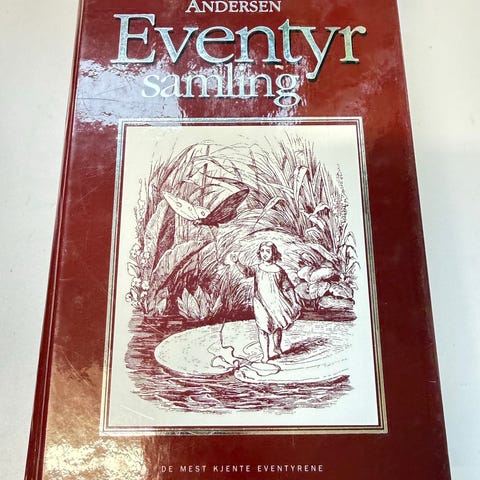 ANDERSEN
Eventyr
samling
DE MEST KJENTE EVENTYRENE